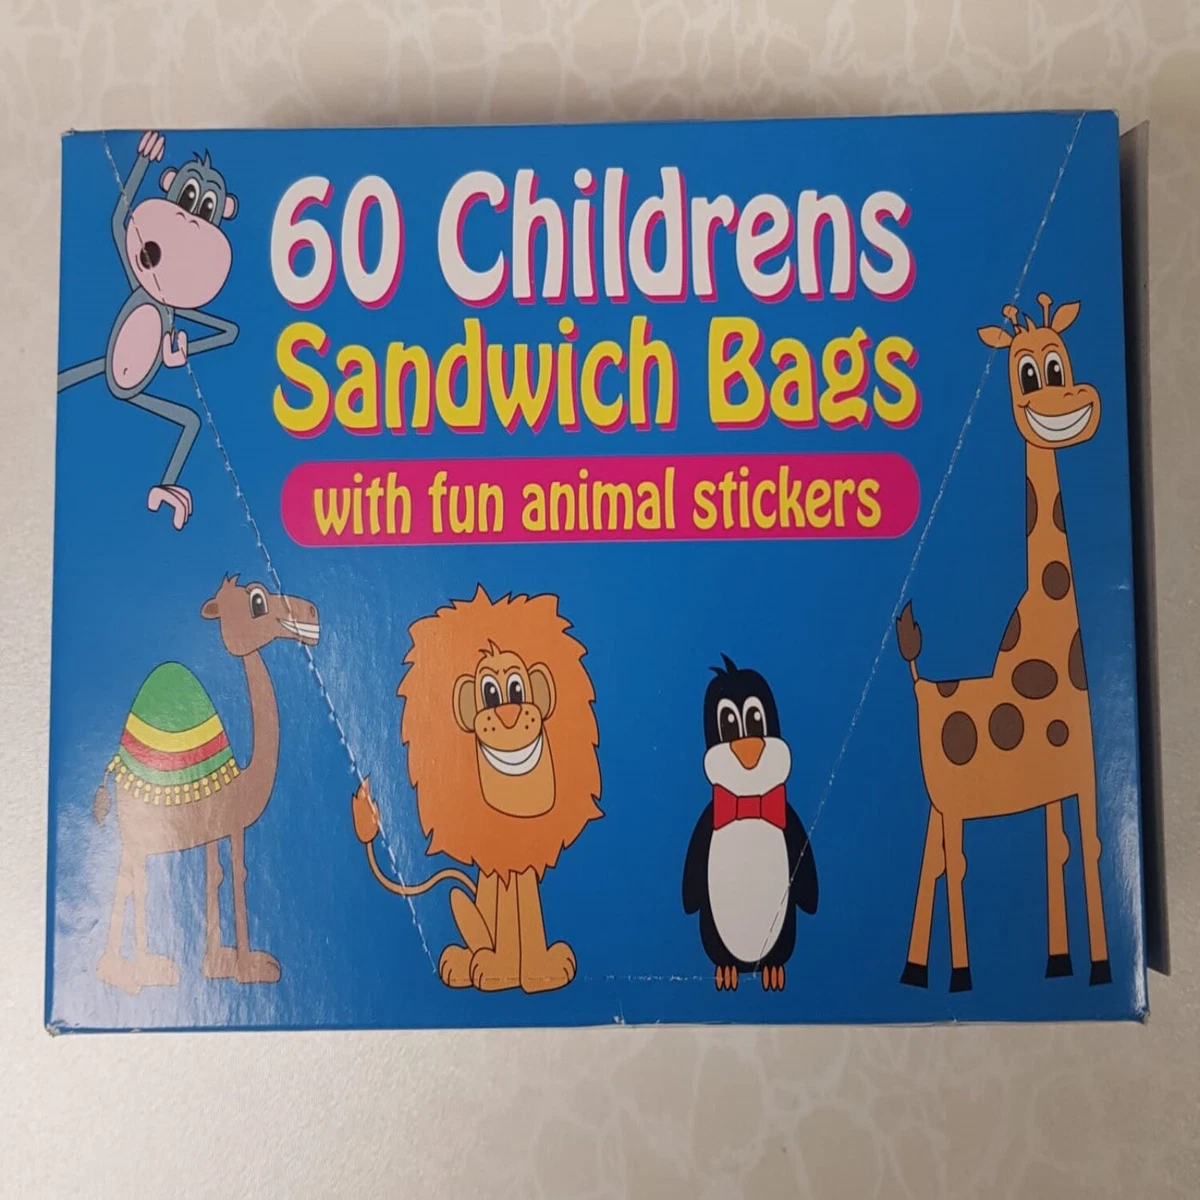 60 Childrens
Sandwich Bags
with fun animal stickers